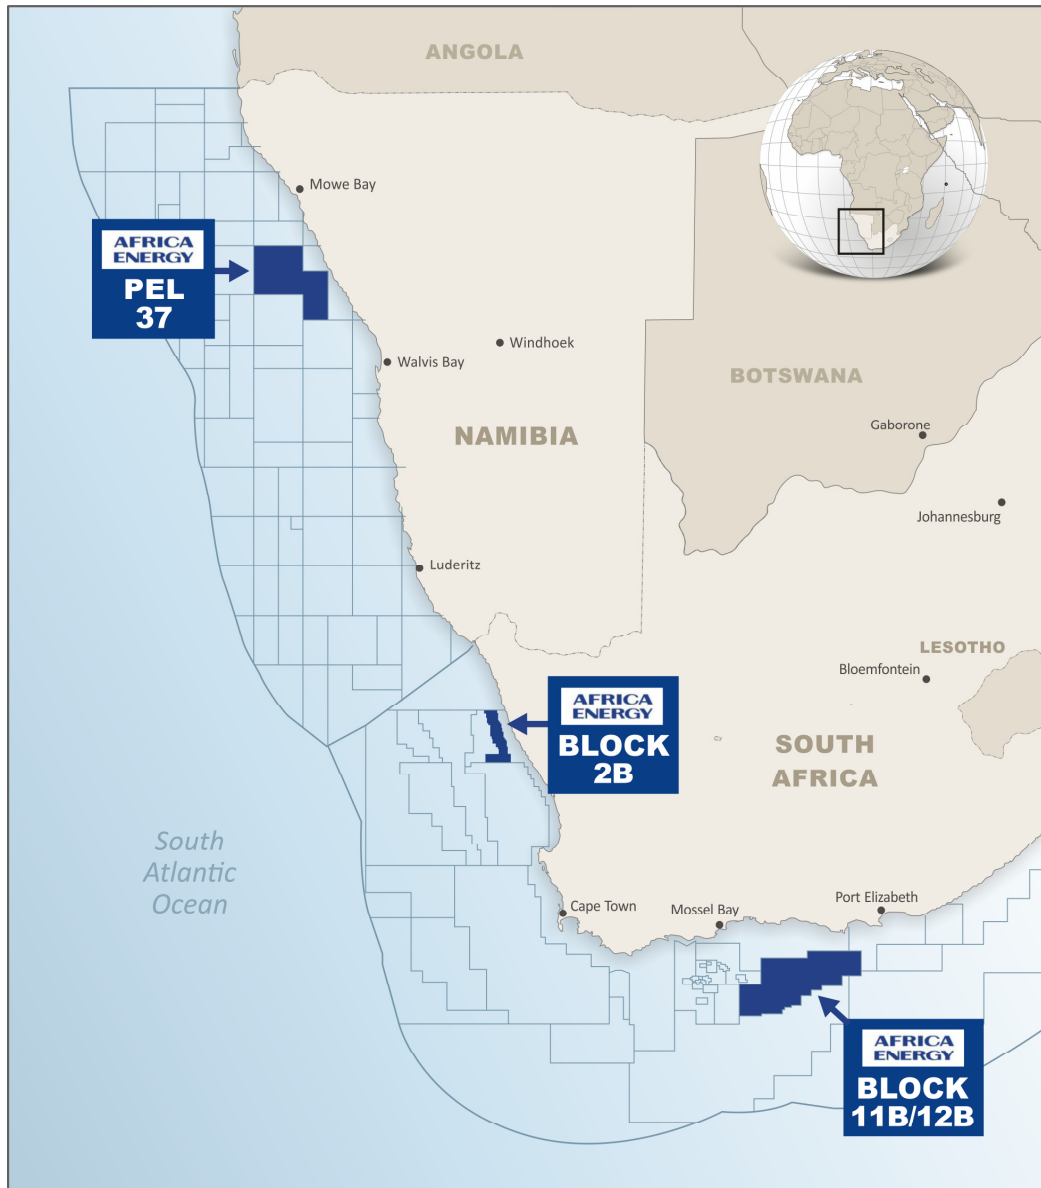 ANGOLA
Mowe Bay
AFRICA
ENERGY
PEL
37
Windhoek
Walvis Bay
BOTSWANA
NAMIBIA
Gaborone
Johannesburg
Luderitz
LESOTHO
Bloemfontein
AFRICA
ENERGY
BLOCK
2B
SOUTH
AFRICA
South
Atlantic
Ocean
Cape Town
Mossel Bay
Port Elizabeth
AFRICA
ENERGY
BLOCK
11B/12B